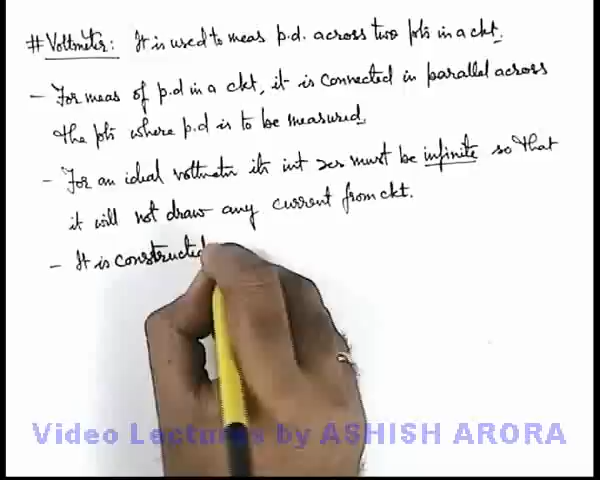 # Voltmeter: It is used to meas p.d. across two pots in a ckt.
- For meas of p.d in a ckt, it is connected in parallel across
the pots where p.d is to be measured.
- For an ideal voltmeter its int res must be infinite so that
it will not draw any current from ckt.
- It is constructed
Video Lectures by ASHISH ARORA